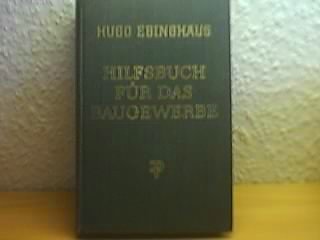 HUGO EBINGHAUS
HILFSBUCH
FÜR DAS
BAUGEWERBE